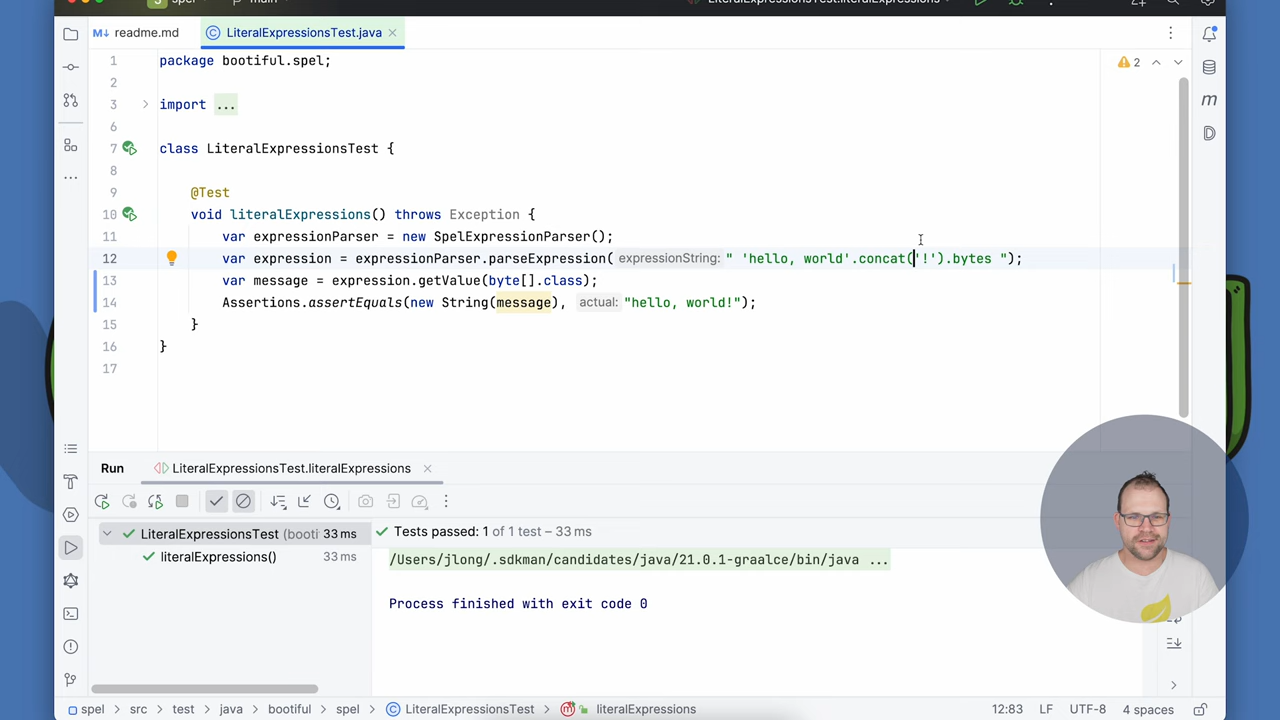 spel
main
LiteralExpressionsTest.literalExpressions
M↓ readme.md
LiteralExpressionsTest.java
1 package bootiful.spel;
2
3 import ...
6
7 class LiteralExpressionsTest {
8
9 @Test
10 void literalExpressions() throws Exception {
11 var expressionParser = new SpelExpressionParser();
12 var expression = expressionParser.parseExpression( expressionString: " 'hello, world'.concat('!').bytes ");
13 var message = expression.getValue(byte[].class);
14 Assertions.assertEquals(new String(message), actual: "hello, world!");
15 }
16 }
17
2
Run
LiteralExpressionsTest.literalExpressions
LiteralExpressionsTest (booti 33 ms
literalExpressions() 33 ms
Tests passed: 1 of 1 test – 33 ms
/Users/jlong/.sdkman/candidates/java/21.0.1-graalce/bin/java ...
Process finished with exit code 0
spel > src > test > java > bootiful > spel > LiteralExpressionsTest > literalExpressions
12:83 LF UTF-8 4 spaces